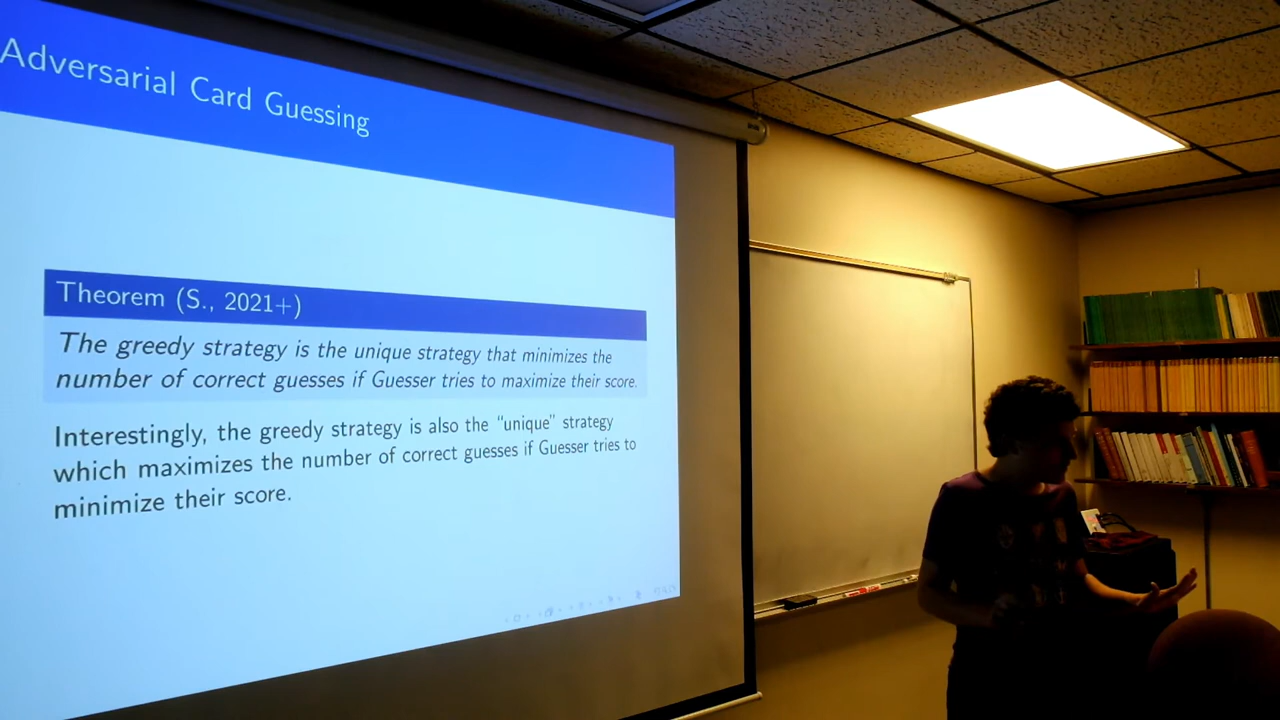 Adversarial Card Guessing
Theorem (S., 2021+)
The greedy strategy is the unique strategy that minimizes the
number of correct guesses if Guesser tries to maximize their score.
Interestingly, the greedy strategy is also the “unique” strategy
which maximizes the number of correct guesses if Guesser tries to
minimize their score.